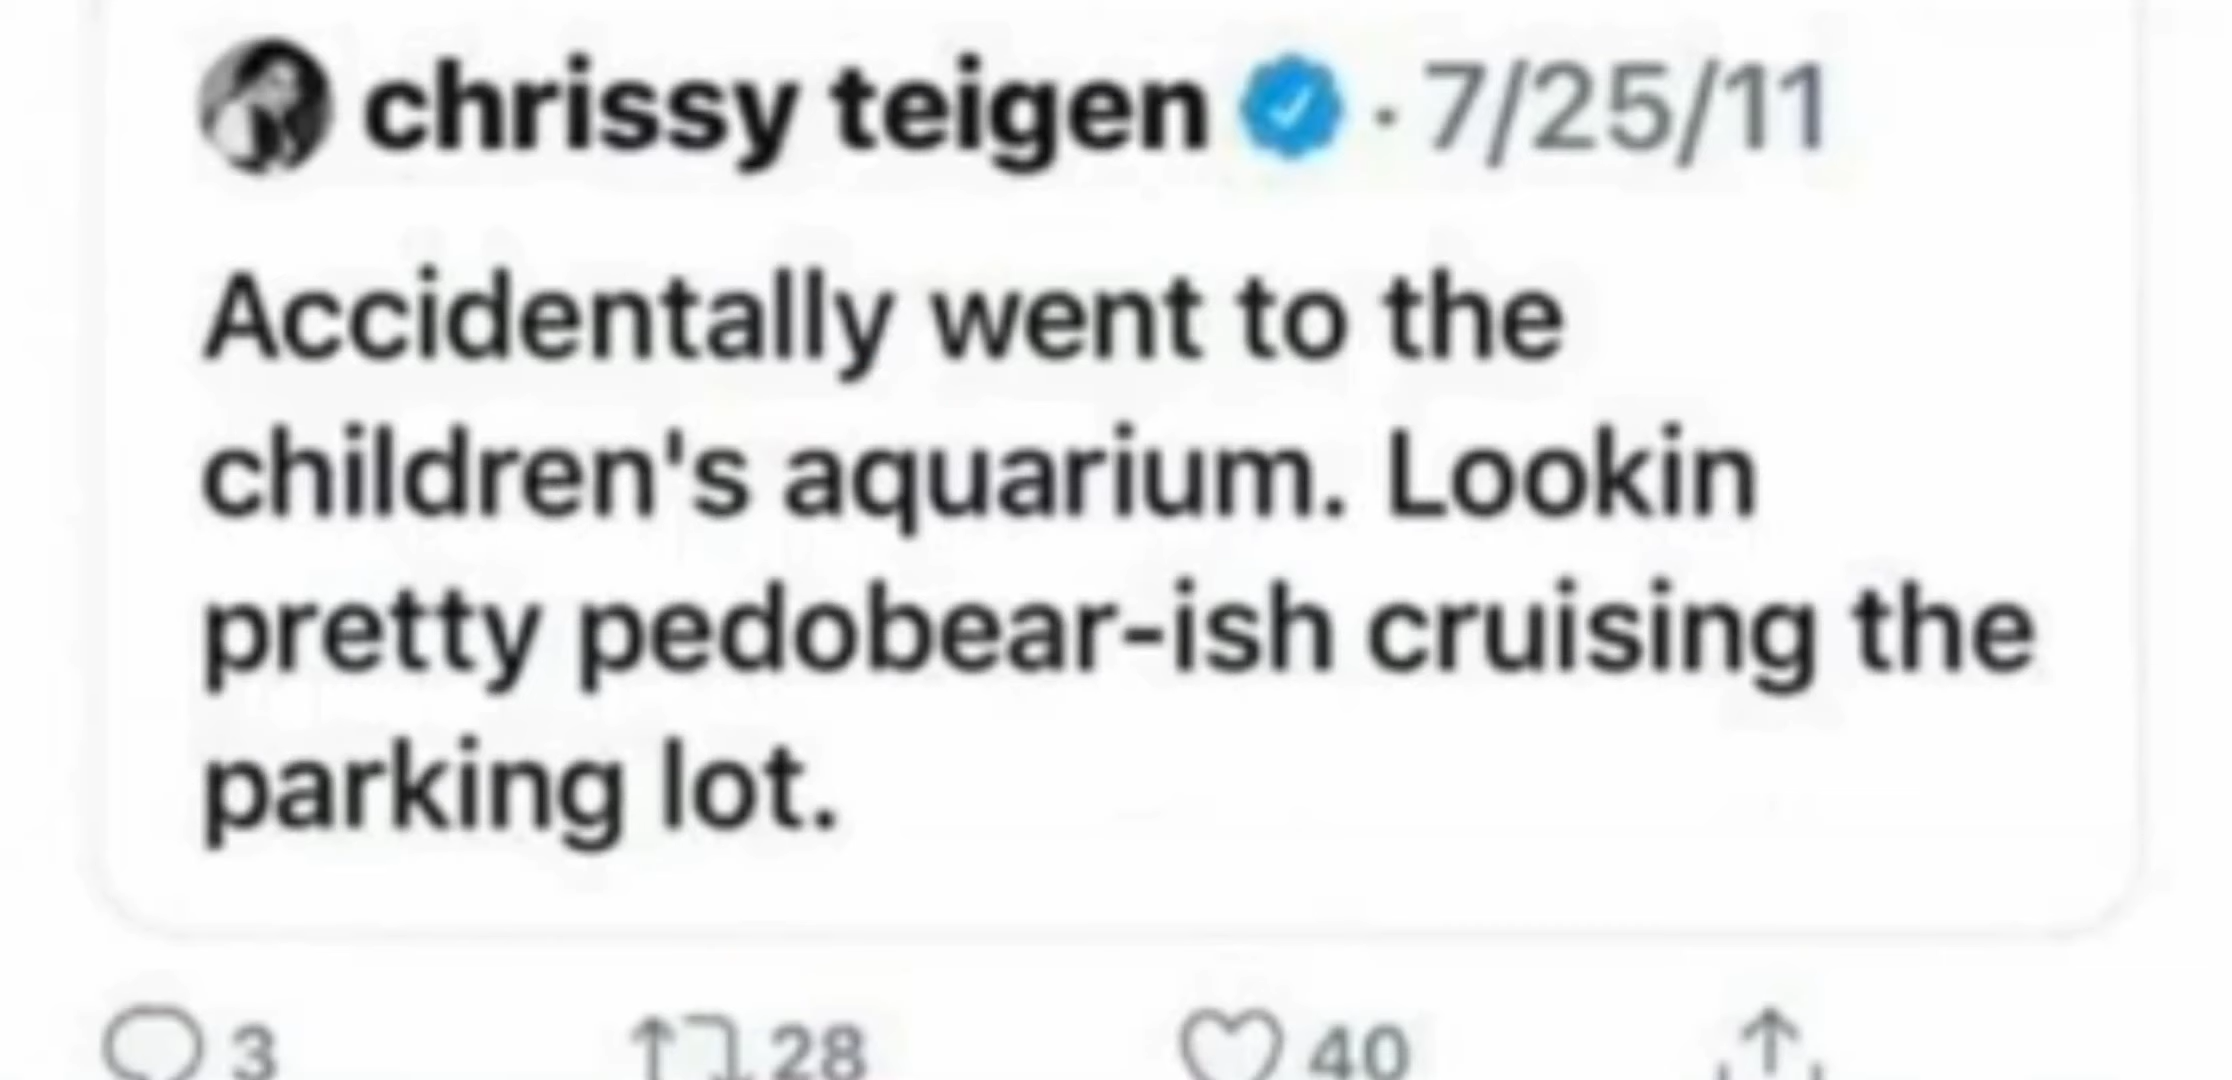 chrissy teigen · 7/25/11
Accidentally went to the
children's aquarium. Lookin
pretty pedobear-ish cruising the
parking lot.
3 28 40